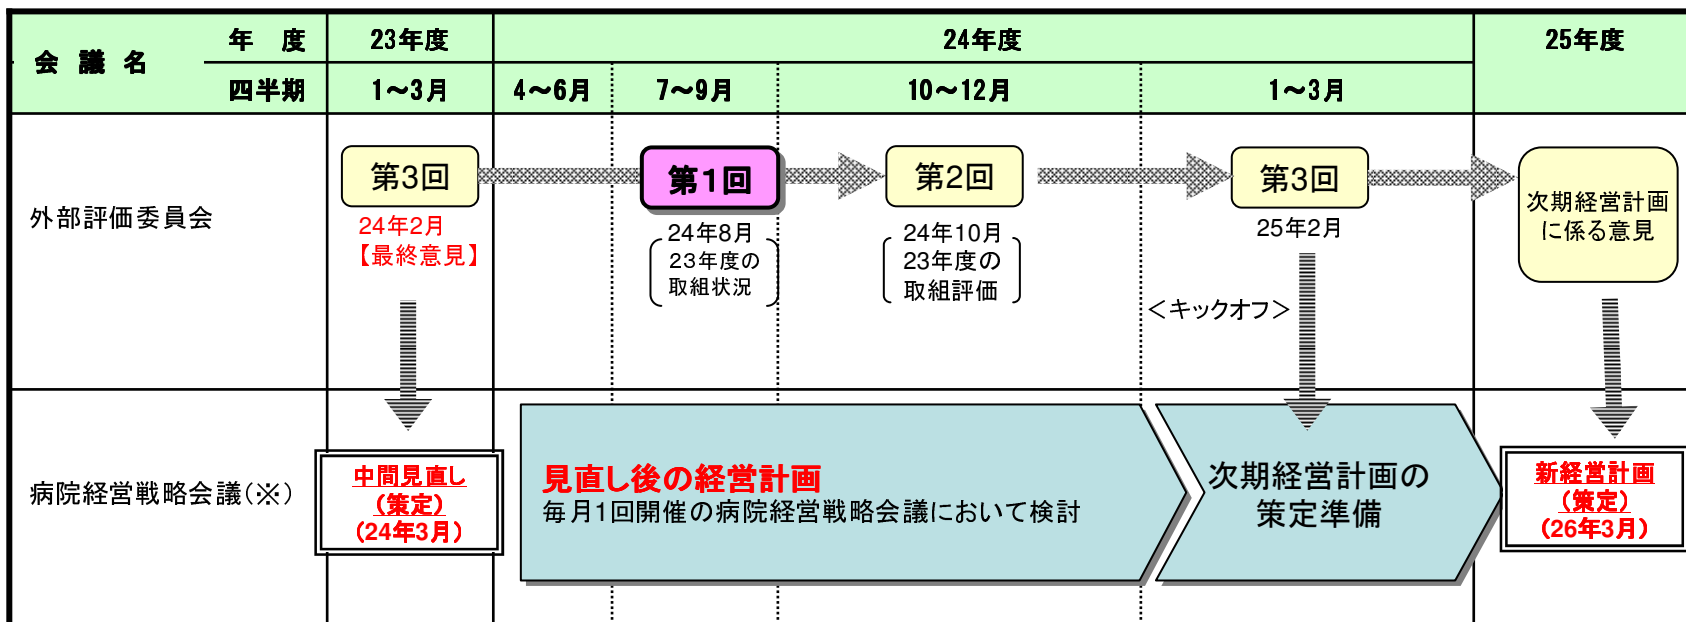 会 議 名
年 度
23年度
24年度
25年度
四半期
1～3月
4～6月
7～9月
10～12月
1～3月
外部評価委員会
第3回
24年2月
【最終意見】
第1回
24年8月
23年度の
取組状況
第2回
24年10月
23年度の
取組評価
第3回
25年2月
＜キックオフ＞
次期経営計画
に係る意見
病院経営戦略会議(※)
中間見直し
(策定)
(24年3月)
見直し後の経営計画
毎月1回開催の病院経営戦略会議において検討
次期経営計画の
策定準備
新経営計画
(策定)
(26年3月)